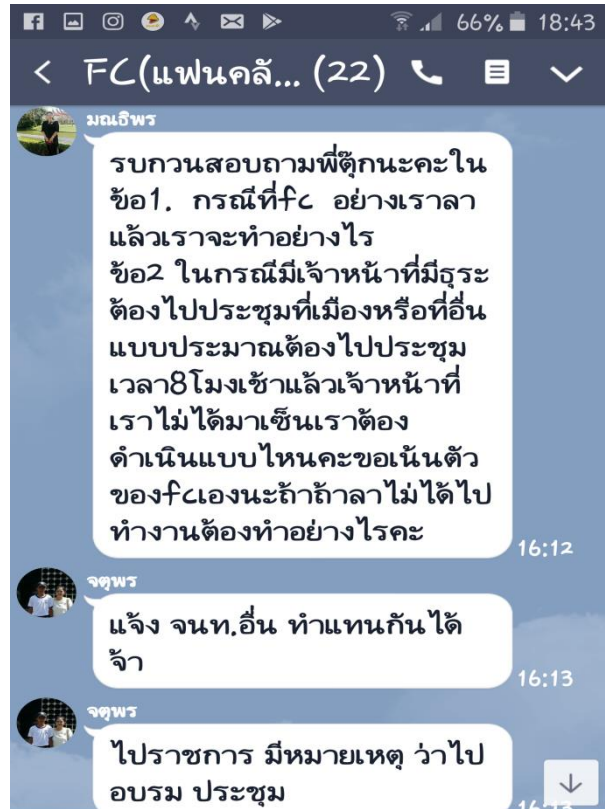 66% 18:43
FC(แฟนคลั... (22)
มณธิพร
รบกวนสอบถามพี่ตุ๊กนะคะใน
ข้อ1. กรณีที่fc อย่างเราลา
แล้วเราจะทำอย่างไร
ข้อ2 ในกรณีมีเจ้าหน้าที่มีธุระ
ต้องไปประชุมที่เมืองหรือที่อื่น
แบบประมาณต้องไปประชุม
เวลา8โมงเช้าแล้วเจ้าหน้าที่
เราไม่ได้มาเซ็นเราต้อง
ดำเนินแบบไหนคะขอเน้นตัว
ของfcเองนะถ้าถ้าลาไม่ได้ไป
ทำงานต้องทำอย่างไรคะ
16:12
จตุพร
แจ้ง จนท.อื่น ทำแทนกันได้
จ้า
16:13
จตุพร
ไปราชการ มีหมายเหตุ ว่าไป
อบรม ประชุม
16:13